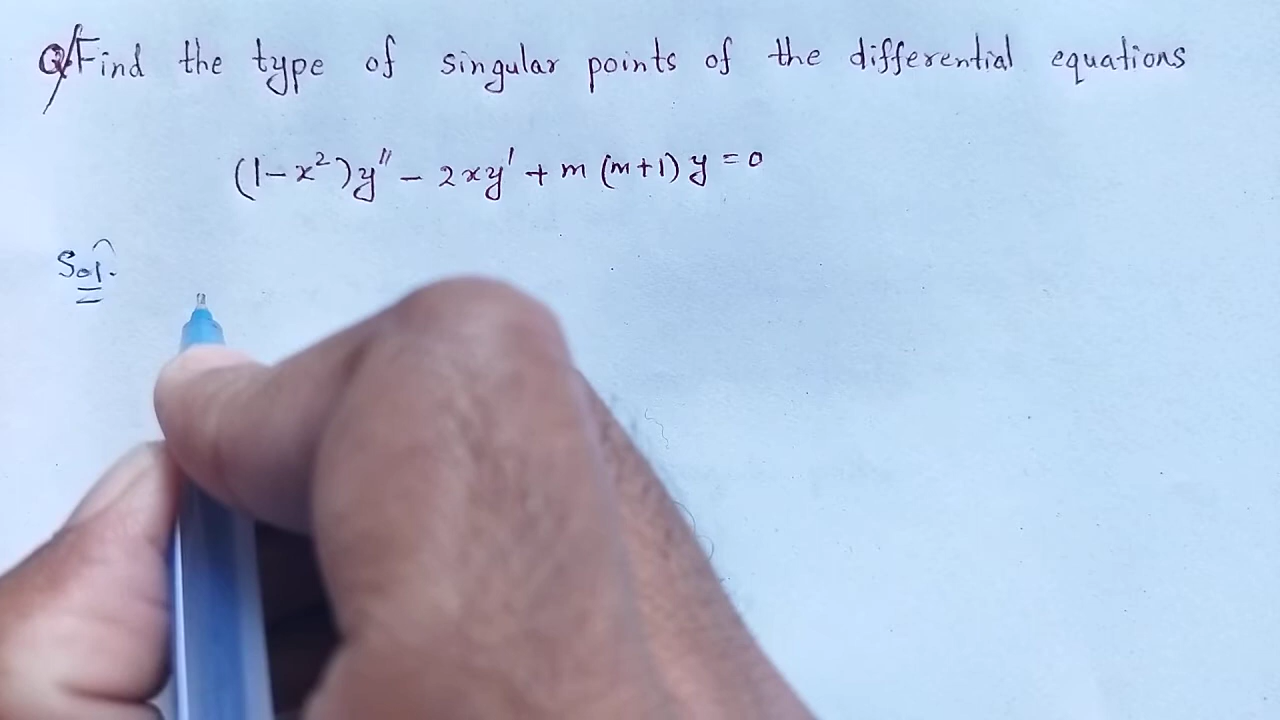 Q/ Find the type of singular points of the differential equations
(1-x²)y'' - 2xy' + m(m+1)y = 0
Sol.